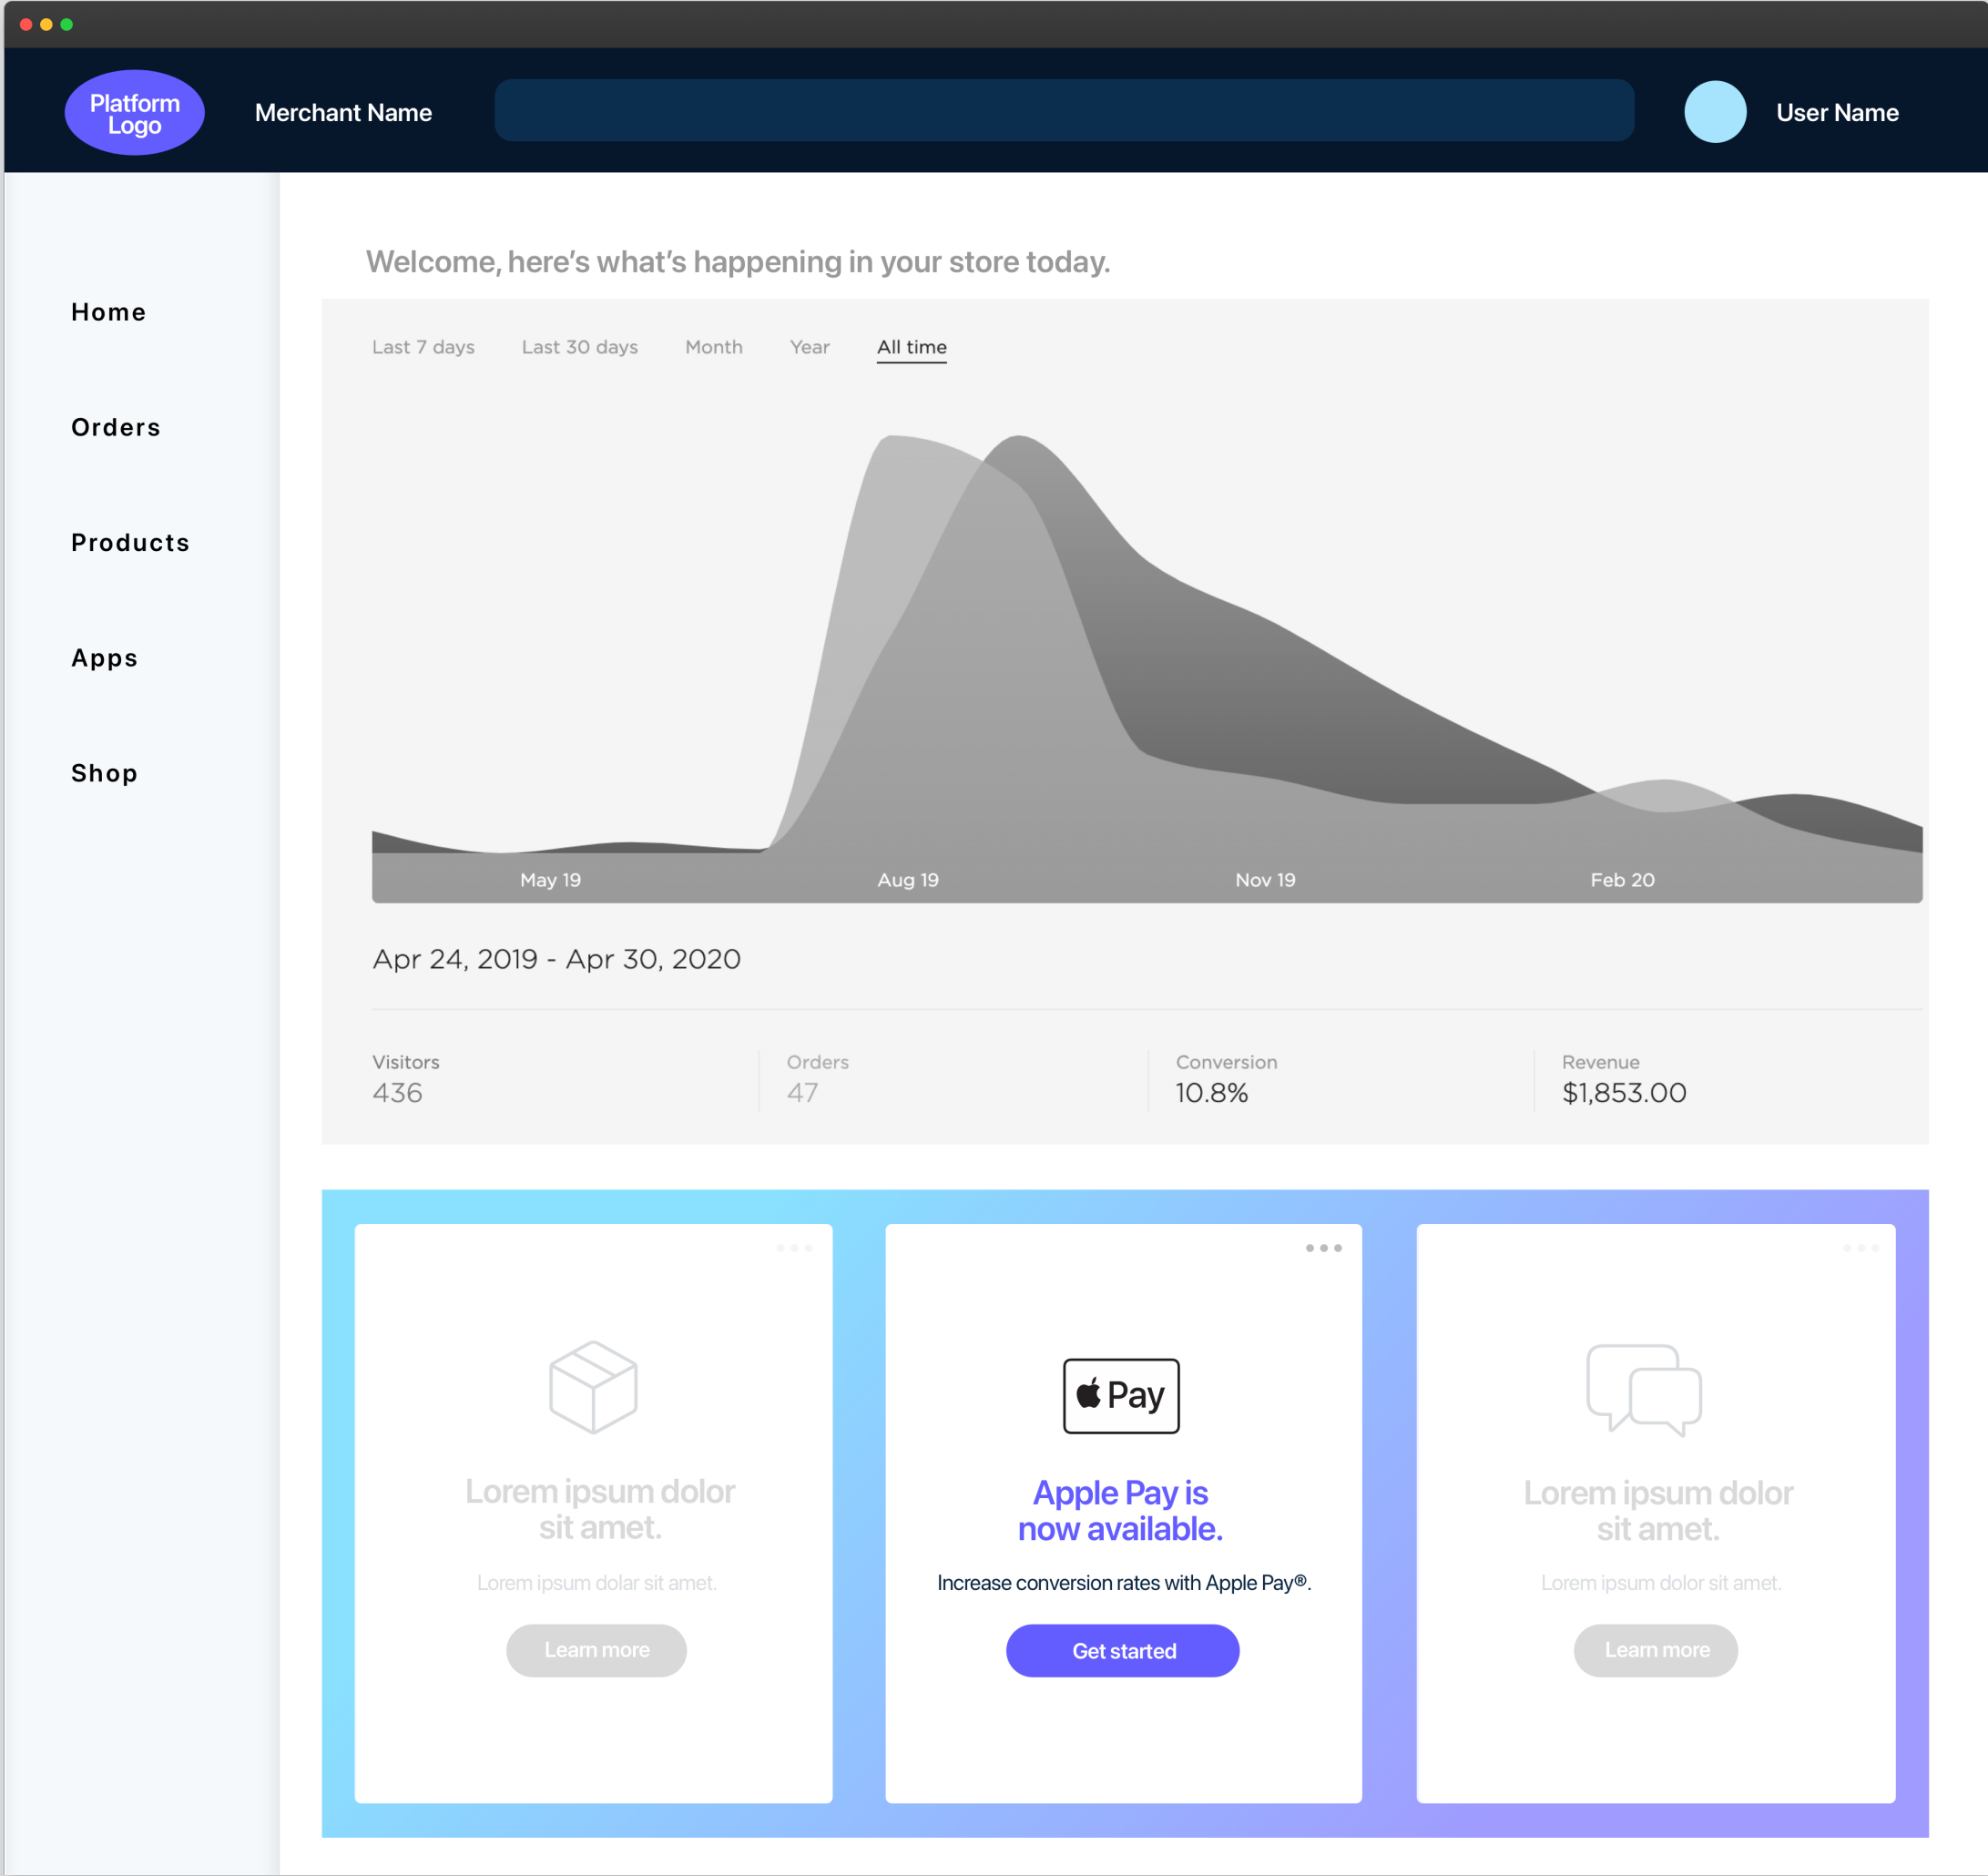 Platform
Logo
Merchant Name
User Name
Home
Orders
Products
Apps
Shop
Welcome, here’s what’s happening in your store today.
Last 7 days Last 30 days Month Year All time
May 19 Aug 19 Nov 19 Feb 20
Apr 24, 2019 - Apr 30, 2020
Visitors
436
Orders
47
Conversion
10.8%
Revenue
$1,853.00
Lorem ipsum dolor
sit amet.
Lorem ipsum dolar sit amet.
Learn more
Pay
Apple Pay is
now available.
Increase conversion rates with Apple Pay®.
Get started
Lorem ipsum dolor
sit amet.
Lorem ipsum dolor sit amet.
Learn more